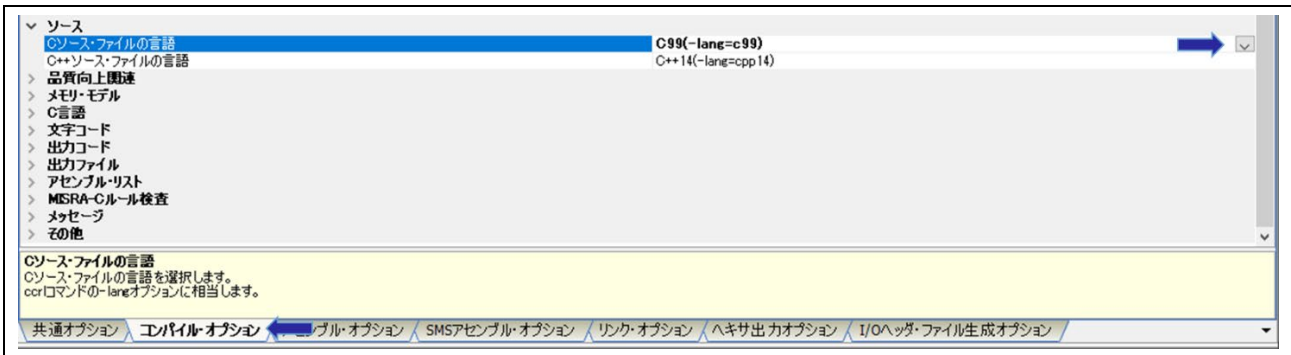 ソース
Cソース・ファイルの言語 C99(-lang=c99)
C++ソース・ファイルの言語 C++14(-lang=cpp14)
品質向上関連
メモリ・モデル
C言語
文字コード
出力コード
出力ファイル
アセンブル・リスト
MISRA-Cルール検査
メッセージ
その他
Cソース・ファイルの言語
Cソース・ファイルの言語を選択します。
ccrlコマンドの-langオプションに相当します。
共通オプション コンパイル・オプション ンブル・オプション SMSアセンブル・オプション リンク・オプション ヘキサ出力オプション I/Oヘッダ・ファイル生成オプション